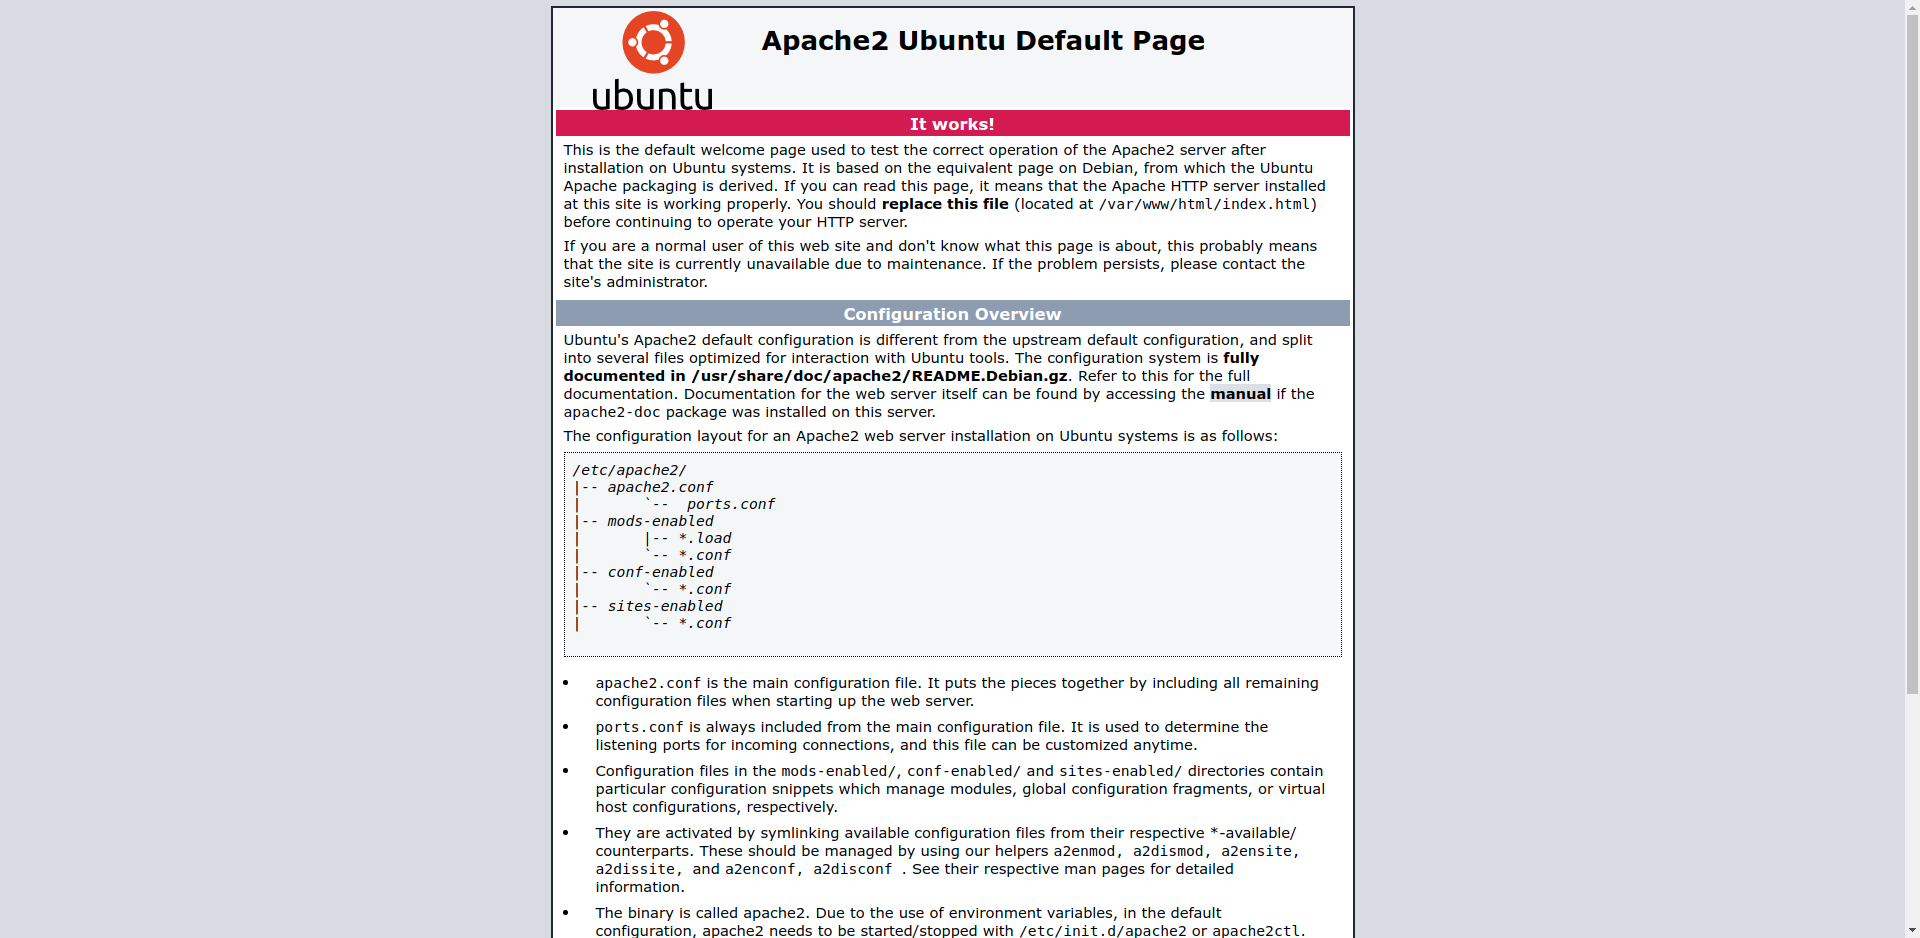 ubuntu
Apache2 Ubuntu Default Page
It works!
This is the default welcome page used to test the correct operation of the Apache2 server after
installation on Ubuntu systems. It is based on the equivalent page on Debian, from which the Ubuntu
Apache packaging is derived. If you can read this page, it means that the Apache HTTP server installed
at this site is working properly. You should replace this file (located at /var/www/html/index.html)
before continuing to operate your HTTP server.
If you are a normal user of this web site and don't know what this page is about, this probably means
that the site is currently unavailable due to maintenance. If the problem persists, please contact the
site's administrator.
Configuration Overview
Ubuntu's Apache2 default configuration is different from the upstream default configuration, and split
into several files optimized for interaction with Ubuntu tools. The configuration system is fully
documented in /usr/share/doc/apache2/README.Debian.gz. Refer to this for the full
documentation. Documentation for the web server itself can be found by accessing the manual if the
apache2-doc package was installed on this server.
The configuration layout for an Apache2 web server installation on Ubuntu systems is as follows:
/etc/apache2/
|-- apache2.conf
|       `--  ports.conf
|-- mods-enabled
|       |-- *.load
|       `-- *.conf
|-- conf-enabled
|       `-- *.conf
|-- sites-enabled
|       `-- *.conf
• apache2.conf is the main configuration file. It puts the pieces together by including all remaining
configuration files when starting up the web server.
• ports.conf is always included from the main configuration file. It is used to determine the
listening ports for incoming connections, and this file can be customized anytime.
• Configuration files in the mods-enabled/, conf-enabled/ and sites-enabled/ directories contain
particular configuration snippets which manage modules, global configuration fragments, or virtual
host configurations, respectively.
• They are activated by symlinking available configuration files from their respective *-available/
counterparts. These should be managed by using our helpers a2enmod, a2dismod, a2ensite,
a2dissite, and a2enconf, a2disconf . See their respective man pages for detailed
information.
• The binary is called apache2. Due to the use of environment variables, in the default
configuration, apache2 needs to be started/stopped with /etc/init.d/apache2 or apache2ctl.